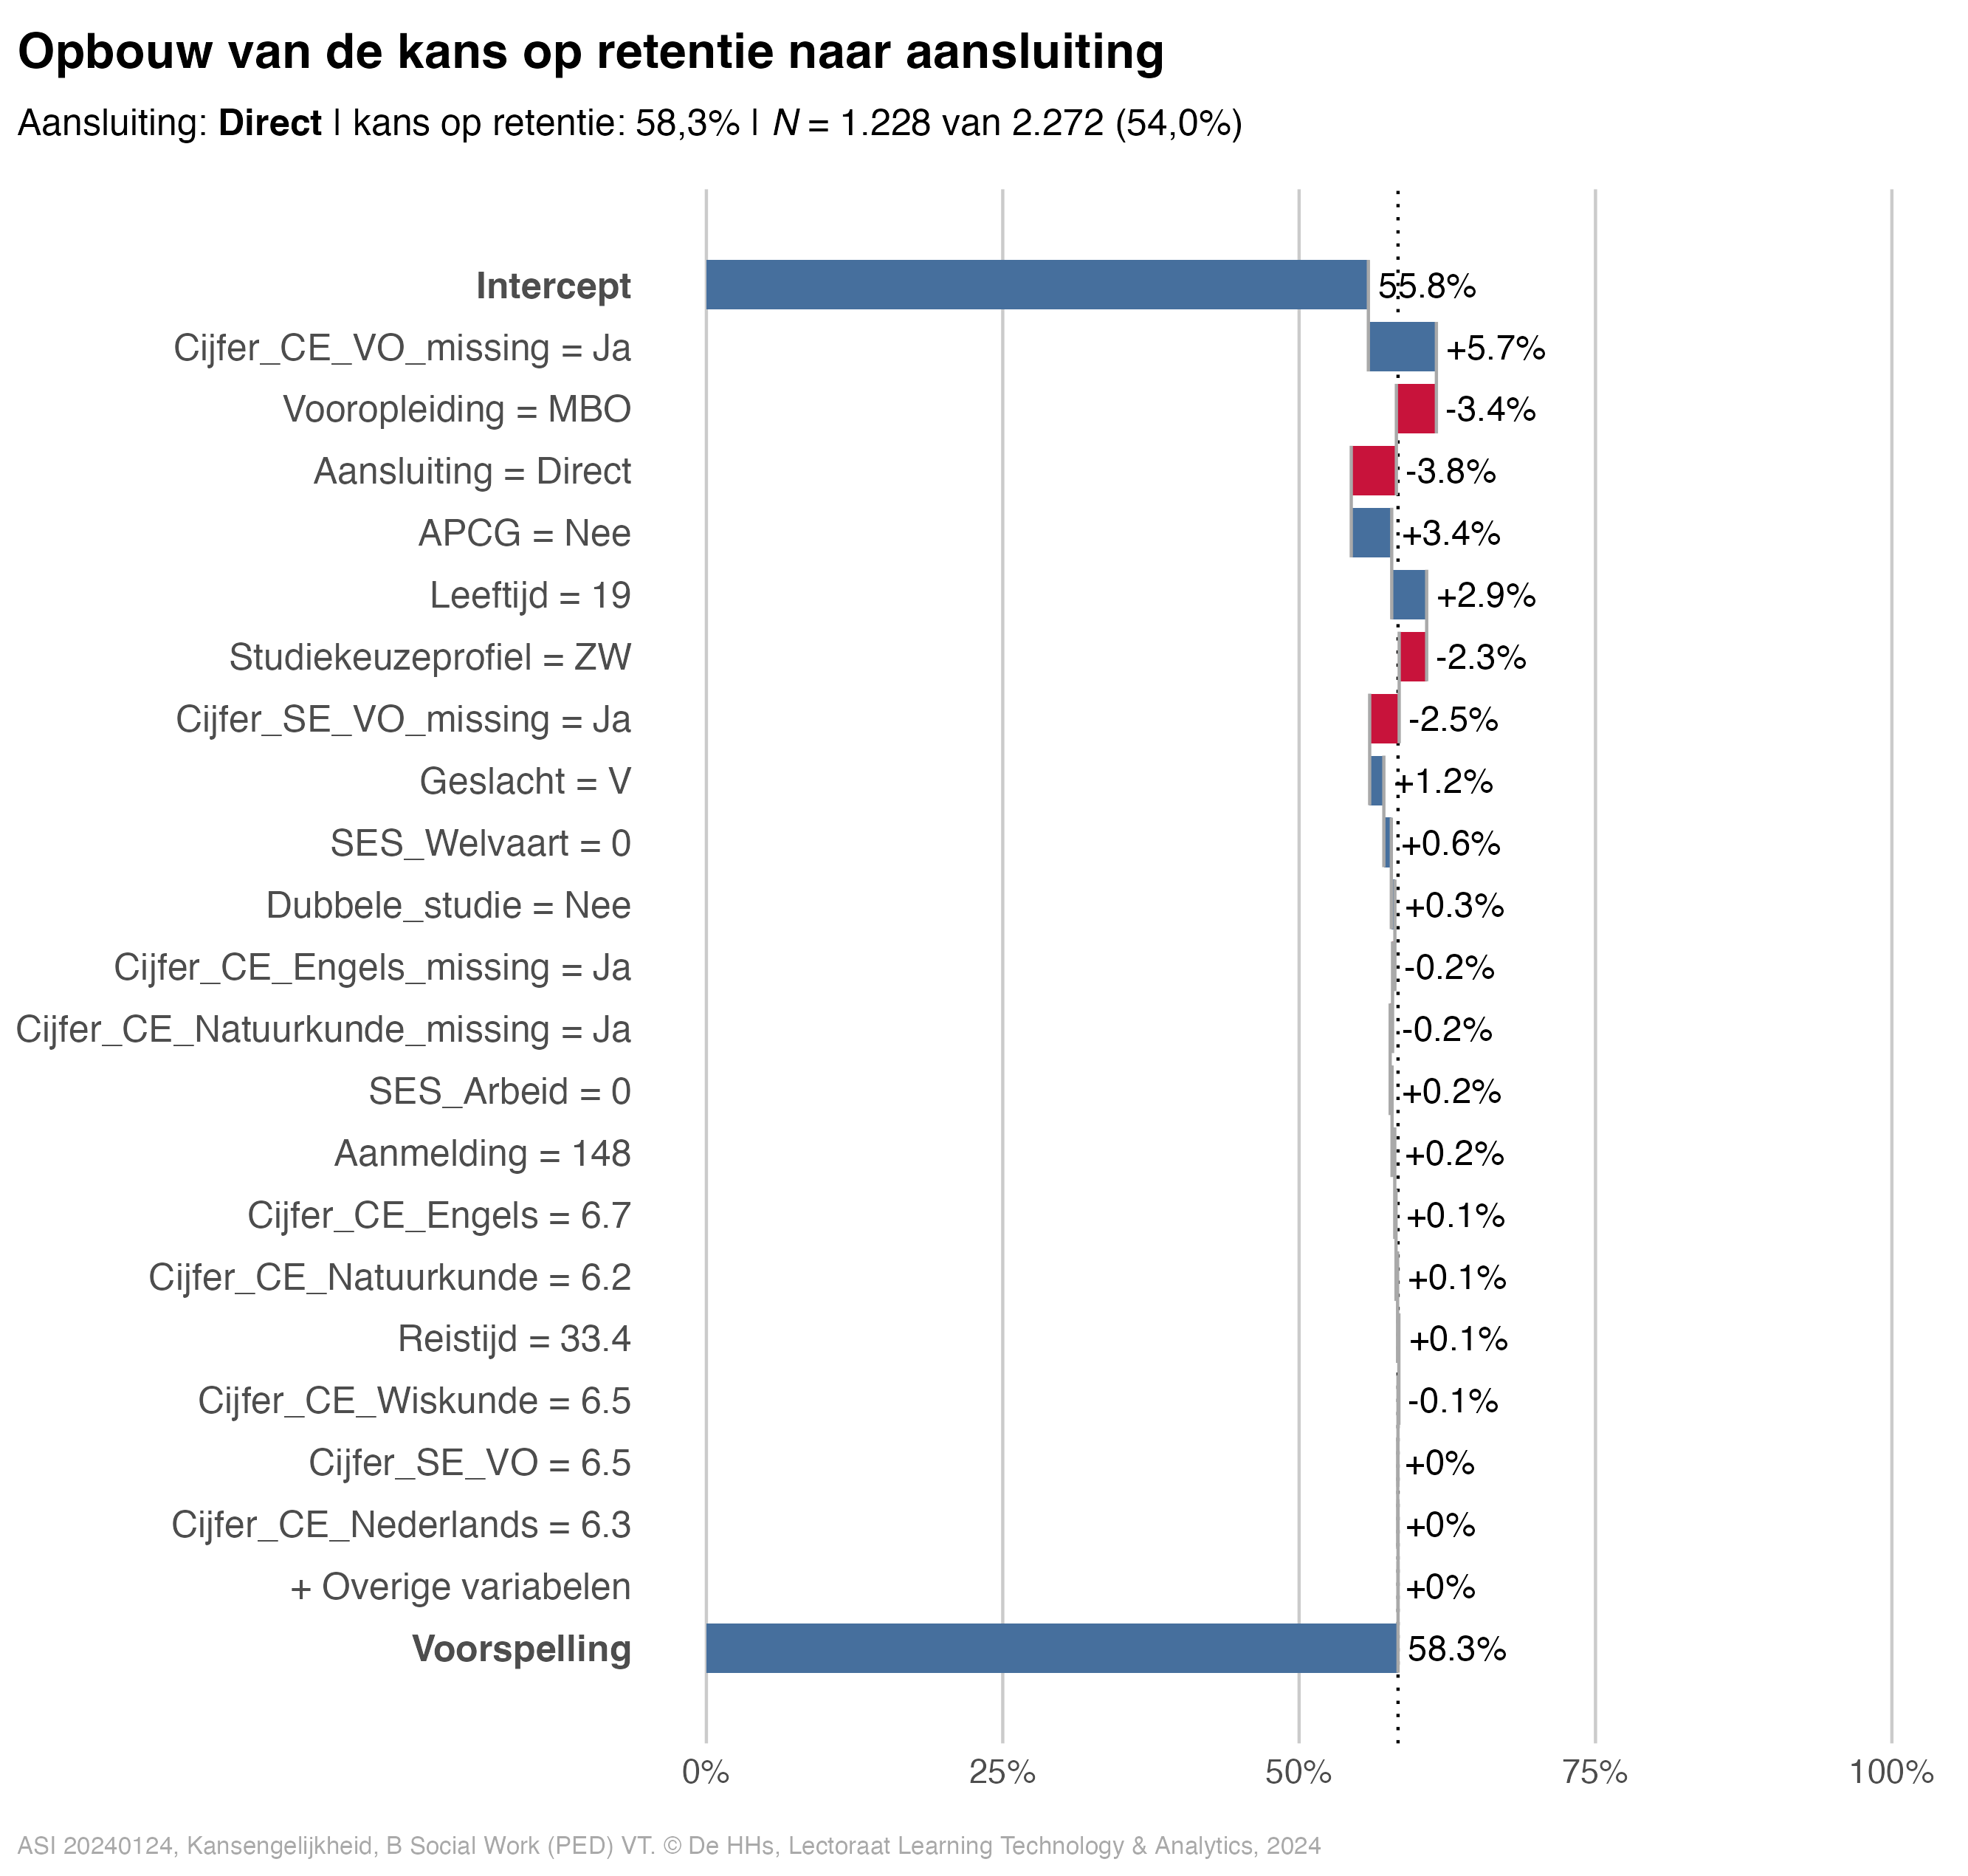 Opbouw van de kans op retentie naar aansluiting
Aansluiting: Direct | kans op retentie: 58,3% | N = 1.228 van 2.272 (54,0%)
Intercept 55.8%
Cijfer_CE_VO_missing = Ja +5.7%
Vooropleiding = MBO -3.4%
Aansluiting = Direct -3.8%
APCG = Nee +3.4%
Leeftijd = 19 +2.9%
Studiekeuzeprofiel = ZW -2.3%
Cijfer_SE_VO_missing = Ja -2.5%
Geslacht = V +1.2%
SES_Welvaart = 0 +0.6%
Dubbele_studie = Nee +0.3%
Cijfer_CE_Engels_missing = Ja -0.2%
Cijfer_CE_Natuurkunde_missing = Ja -0.2%
SES_Arbeid = 0 +0.2%
Aanmelding = 148 +0.2%
Cijfer_CE_Engels = 6.7 +0.1%
Cijfer_CE_Natuurkunde = 6.2 +0.1%
Reistijd = 33.4 +0.1%
Cijfer_CE_Wiskunde = 6.5 -0.1%
Cijfer_SE_VO = 6.5 +0%
Cijfer_CE_Nederlands = 6.3 +0%
+ Overige variabelen +0%
Voorspelling 58.3%
0% 25% 50% 75% 100%
ASI 20240124, Kansengelijkheid, B Social Work (PED) VT. © De HHs, Lectoraat Learning Technology & Analytics, 2024